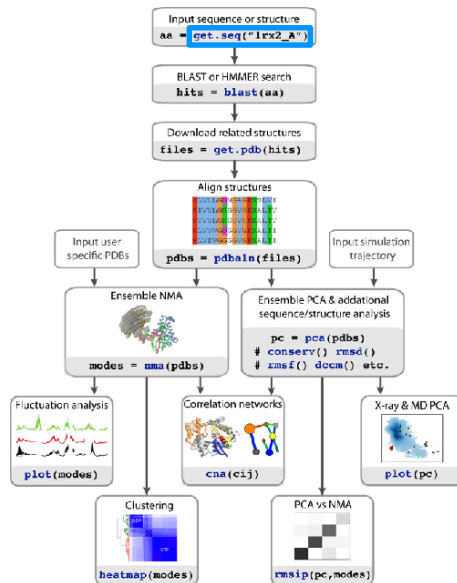 Input sequence or structure
aa = get.seq("lrx2_A")
BLAST or HMMER search
hits = blast(aa)
Download related structures
files = get.pdb(hits)
Align structures
pdbs = pdbaln(files)
Input user
specific PDBs
Input simulation
trajectory
Ensemble NMA
modes = nma(pdbs)
Ensemble PCA & addational
sequence/structure analysis
pc = pca(pdbs)
# conserv() rmsd()
# rmsf() dccm() etc.
Fluctuation analysis
plot(modes)
Correlation networks
cna(cij)
X-ray & MD PCA
plot(pc)
Clustering
heatmap(modes)
PCA vs NMA
rmsip(pc,modes)